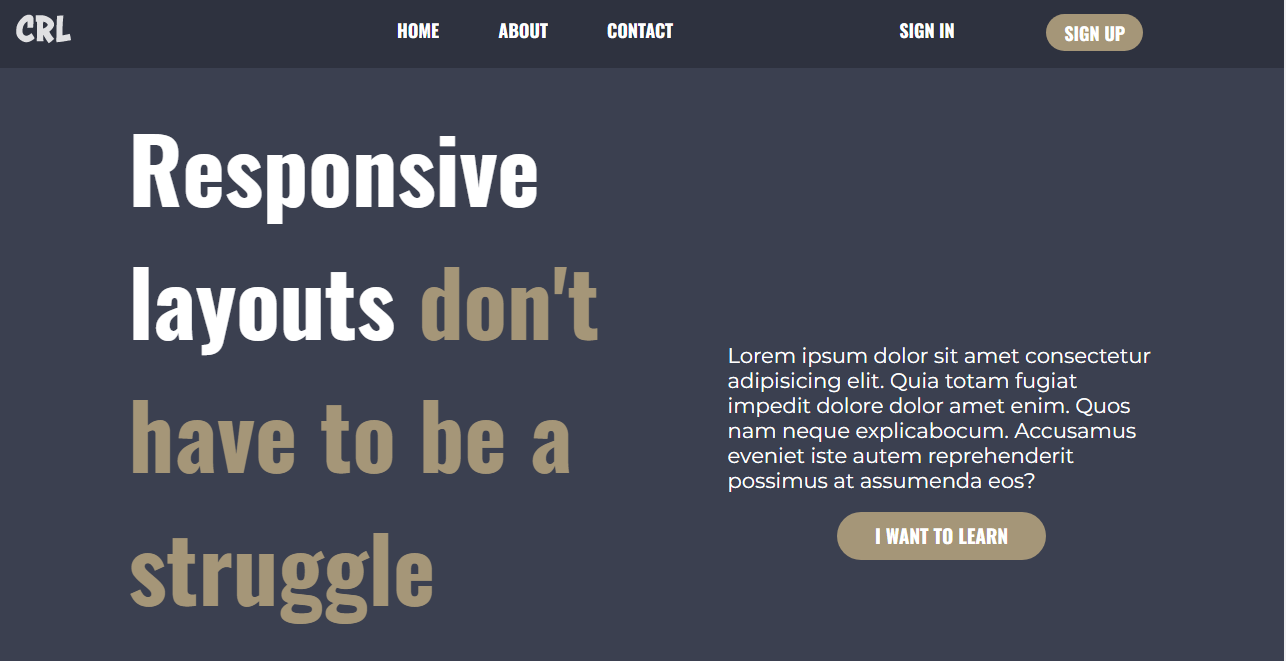 CRL
HOME
ABOUT
CONTACT
SIGN IN
SIGN UP
Responsive
layouts don't
have to be a
struggle
Lorem ipsum dolor sit amet consectetur
adipisicing elit. Quia totam fugiat
impedit dolore dolor amet enim. Quos
nam neque explicabocum. Accusamus
eveniet iste autem reprehenderit
possimus at assumenda eos?
I WANT TO LEARN